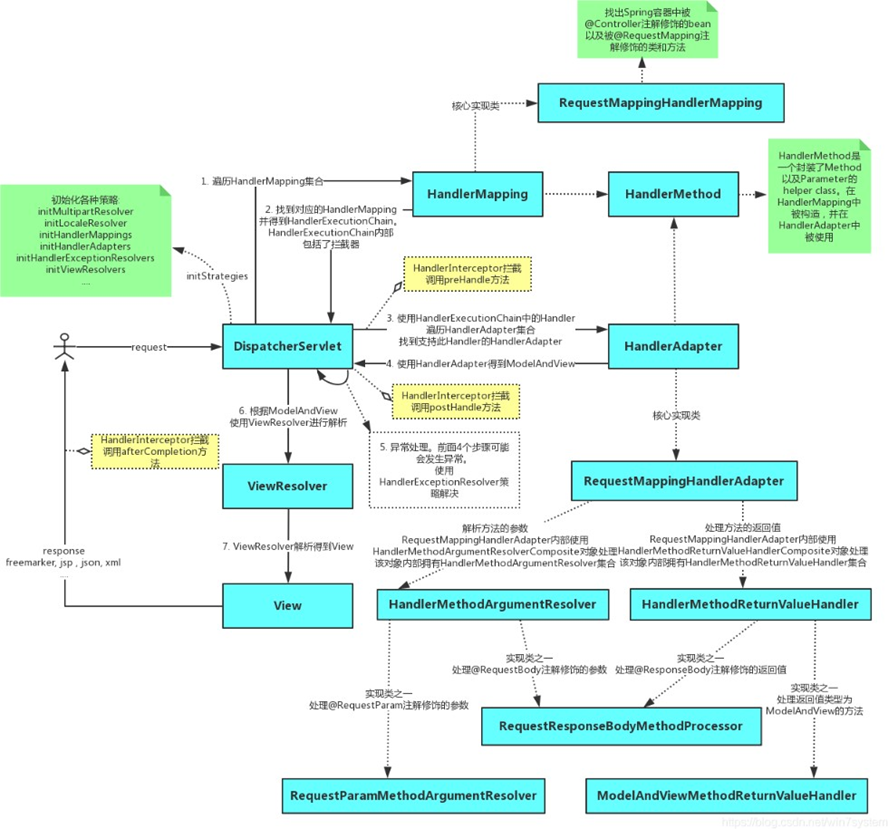 找出Spring容器中被
@Controller注解修饰的bean
以及被@RequestMapping注
解修饰的类和方法
核心实现类
RequestMappingHandlerMapping
1. 遍历HandlerMapping集合
HandlerMapping
HandlerMethod
HandlerMethod是
一个封装了Method
以及Parameter的
helper class。在
HandlerMapping中
被构造，并在
HandlerAdapter中
被使用
初始化各种策略
initMultipartResolver
initLocaleResolver
initHandlerMappings
initHandlerAdapters
initHandlerExceptionResolvers
initViewResolvers
....
initStrategies
2. 找到对应的HandlerMapping
并得到HandlerExecutionChain。
HandlerExecutionChain内部
包括了拦截器
HandlerInterceptor拦截
调用preHandle方法
3. 使用HandlerExecutionChain中的Handler
遍历HandlerAdapter集合
找到支持此Handler的HandlerAdapter
request
DispatcherServlet
HandlerAdapter
4. 使用HandlerAdapter得到ModelAndView
HandlerInterceptor拦截
调用postHandle方法
6. 根据ModelAndView
使用ViewResolver进行解析
核心实现类
5. 异常处理。前面4个步骤可能
会发生异常。
使用
HandlerExceptionResolver策
略解决
HandlerInterceptor拦截
调用afterCompletion方
法
ViewResolver
RequestMappingHandlerAdapter
7. ViewResolver解析得到View
response
freemarker, jsp , json, xml
....
View
解析方法的参数
RequestMappingHandlerAdapter内部使用
HandlerMethodArgumentResolverComposite对象处理
该对象内部拥有HandlerMethodArgumentResolver集合
处理方法的返回值
RequestMappingHandlerAdapter内部使用
HandlerMethodReturnValueHandlerComposite对象处理
该对象内部拥有HandlerMethodReturnValueHandler集合
HandlerMethodArgumentResolver
HandlerMethodReturnValueHandler
实现类之一
处理@RequestBody注解修饰的参数
实现类之一
处理@ResponseBody注解修饰的返回值
实现类之一
处理@RequestParam注解修饰的参数
实现类之一
处理返回值类型为
ModelAndView的方法
RequestResponseBodyMethodProcessor
RequestParamMethodArgumentResolver
ModelAndViewMethodReturnValueHandler
https://blog.csdn.net/win7system